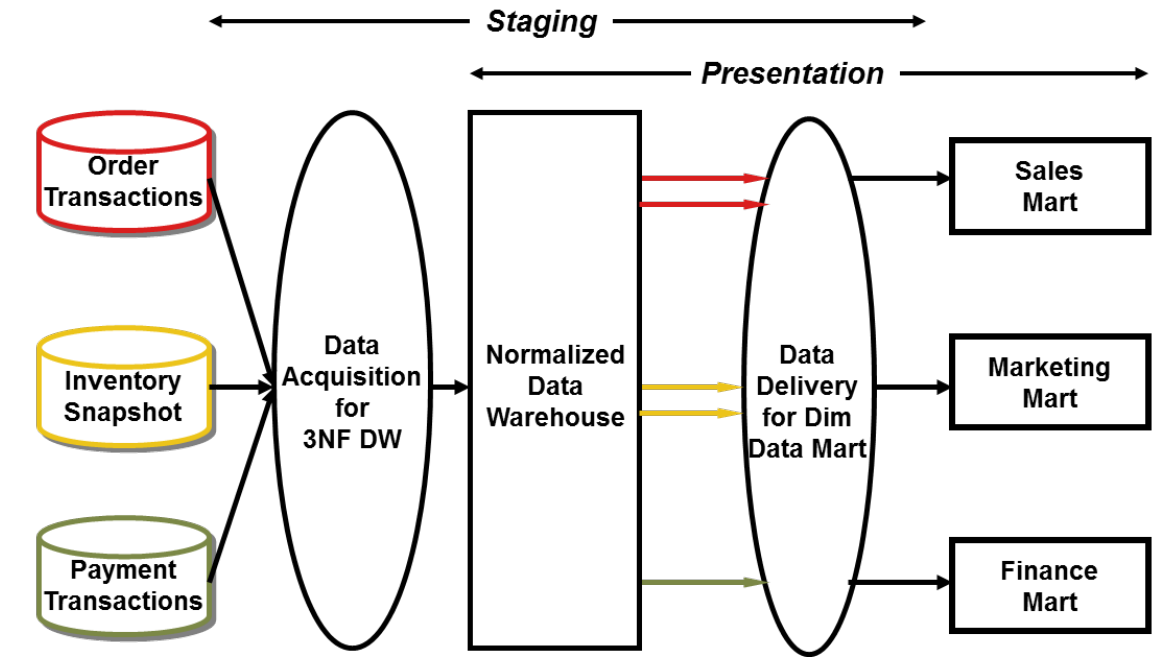 Staging
Presentation
Order
Transactions
Inventory
Snapshot
Payment
Transactions
Data
Acquisition
for
3NF DW
Normalized
Data
Warehouse
Data
Delivery
for Dim
Data Mart
Sales
Mart
Marketing
Mart
Finance
Mart